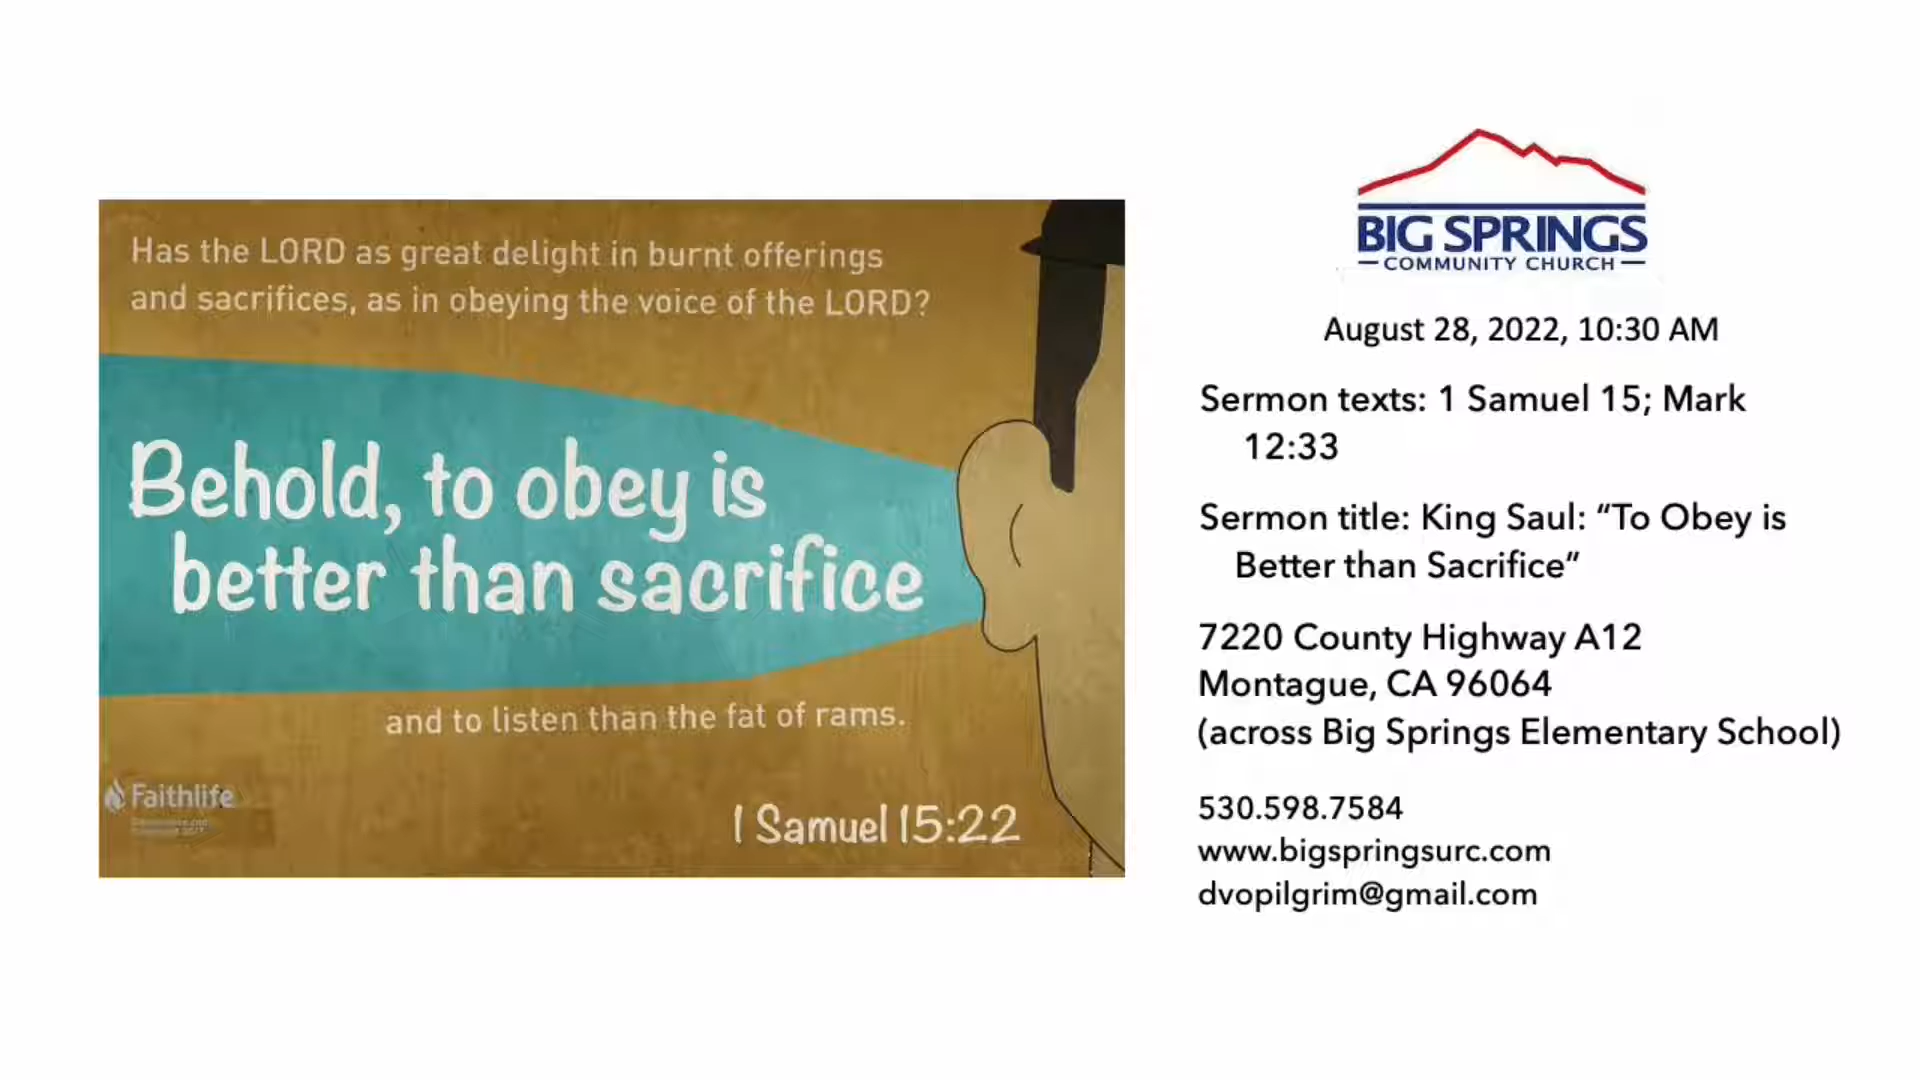 Has the LORD as great delight in burnt offerings
and sacrifices, as in obeying the voice of the LORD?
Behold, to obey is
better than sacrifice
and to listen than the fat of rams.
1 Samuel 15:22
Faithlife
BIG SPRINGS
COMMUNITY CHURCH
August 28, 2022, 10:30 AM
Sermon texts: 1 Samuel 15; Mark
12:33
Sermon title: King Saul: “To Obey is
Better than Sacrifice”
7220 County Highway A12
Montague, CA 96064
(across Big Springs Elementary School)
530.598.7584
www.bigspringsurc.com
dvopilgrim@gmail.com